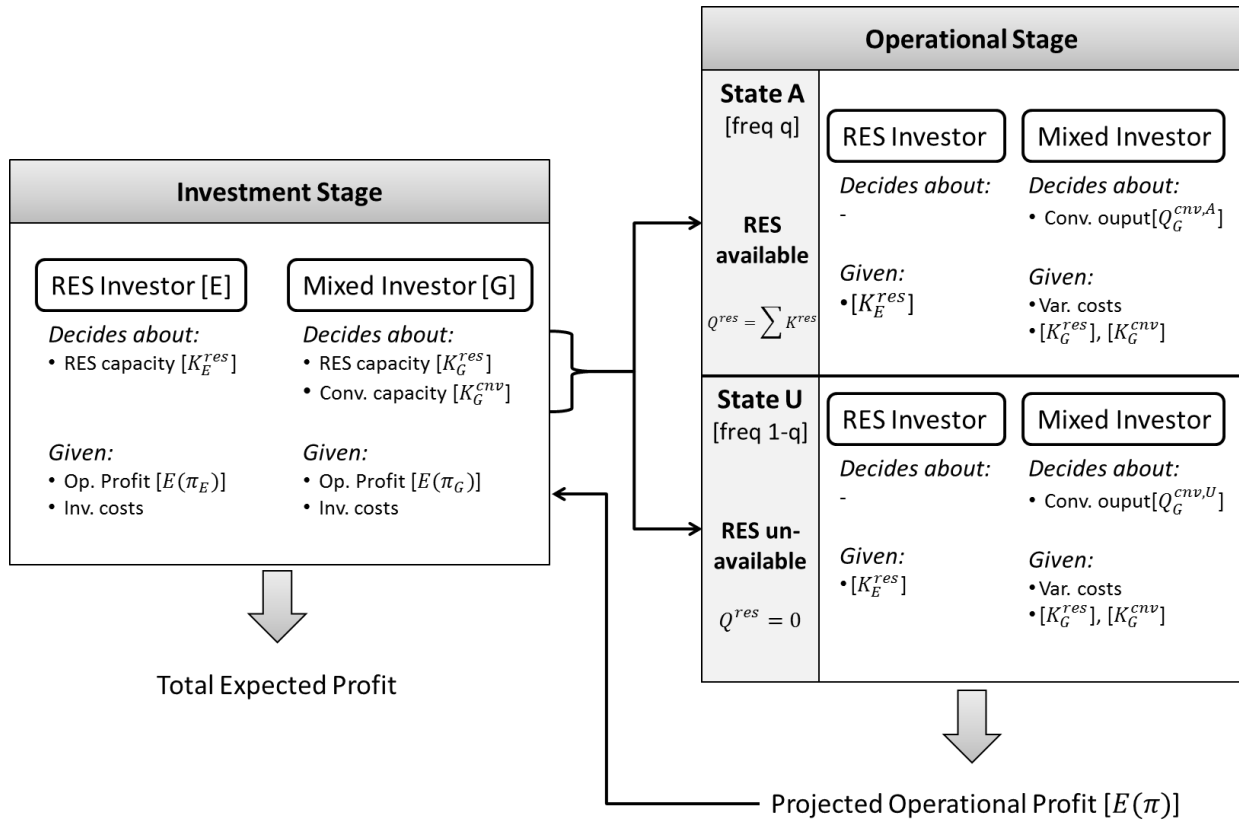 Investment Stage
RES Investor [E]
Decides about:
• RES capacity [K_E^{res}]
Given:
• Op. Profit [E(π_E)]
• Inv. costs
Mixed Investor [G]
Decides about:
• RES capacity [K_G^{res}]
• Conv. capacity [K_G^{cnv}]
Given:
• Op. Profit [E(π_G)]
• Inv. costs
Total Expected Profit
Operational Stage
State A
[freq q]
RES
available
Q^{res} = ∑ K^{res}
RES Investor
Decides about:
-
Given:
•[K_E^{res}]
Mixed Investor
Decides about:
• Conv. ouput[Q_G^{cnv,A}]
Given:
• Var. costs
•[K_G^{res}], [K_G^{cnv}]
State U
[freq 1-q]
RES un-
available
Q^{res} = 0
RES Investor
Decides about:
-
Given:
•[K_E^{res}]
Mixed Investor
Decides about:
• Conv. ouput[Q_G^{cnv,U}]
Given:
• Var. costs
•[K_G^{res}], [K_G^{cnv}]
Projected Operational Profit [E(π)]